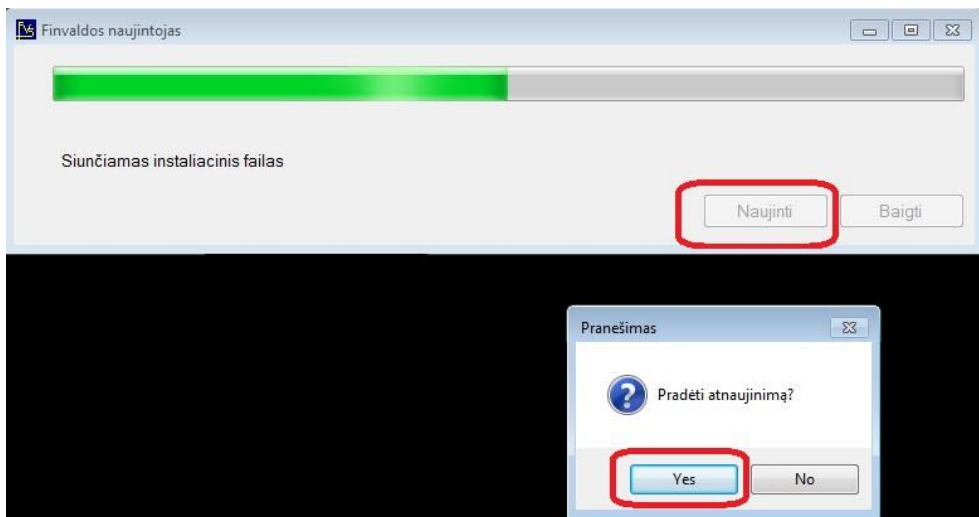 Finvaldos naujintojas
Siunčiamas instaliacinis failas
Naujinti
Baigti
Pranešimas
Pradėti atnaujinimą?
Yes
No